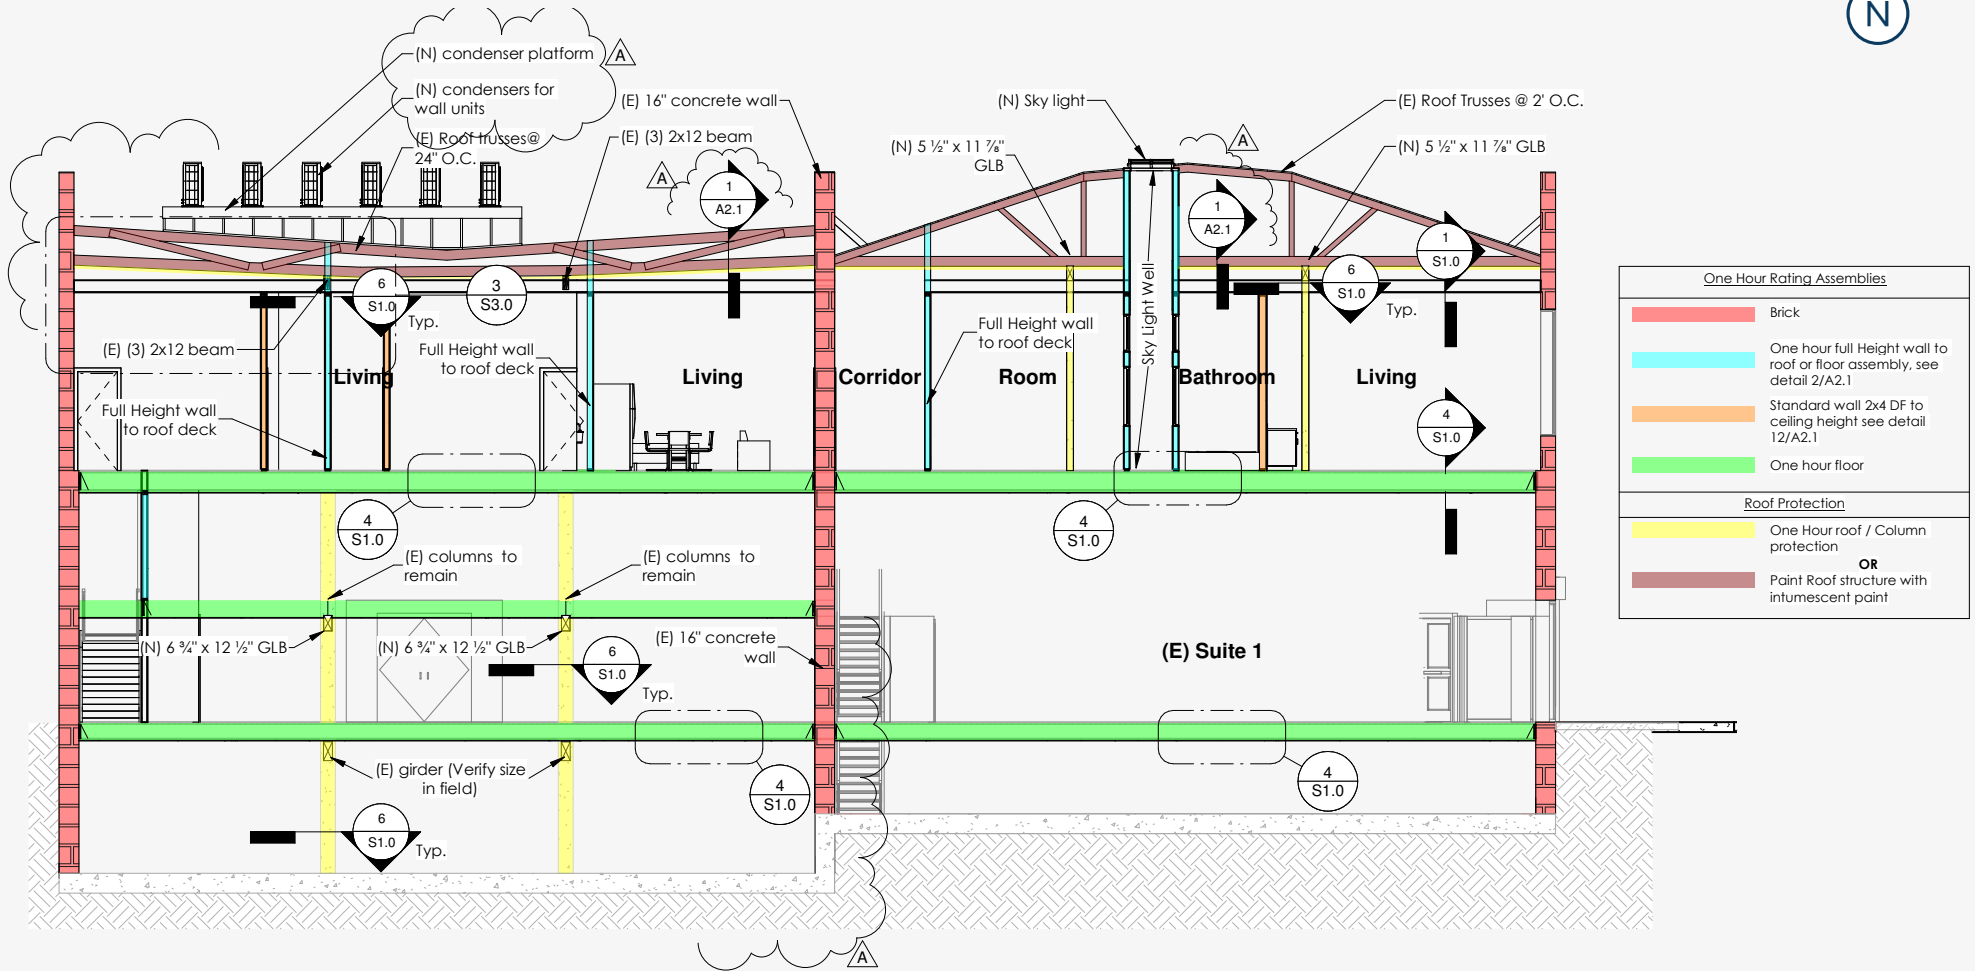 N
(N) condenser platform
A
(N) condensers for
wall units
(E) Roof trusses@
24" O.C.
(E) 16" concrete wall
(E) (3) 2x12 beam
A
1
A2.1
(N) Sky light
(E) Roof Trusses @ 2' O.C.
A
(N) 5 ½" x 11 ⅞"
GLB
(N) 5 ½" x 11 ⅞" GLB
1
A2.1
1
S1.0
6
S1.0
Typ.
3
S3.0
6
S1.0
Typ.
(E) (3) 2x12 beam
Full Height wall
to roof deck
Full Height wall
to roof deck
Sky Light Well
Living
Living
Corridor
Room
Bathroom
Living
Full Height wall
to roof deck
4
S1.0
4
S1.0
4
S1.0
(E) columns to
remain
(E) columns to
remain
(N) 6 ¾" x 12 ½" GLB
(N) 6 ¾" x 12 ½" GLB
(E) 16" concrete
wall
(E) Suite 1
6
S1.0
Typ.
(E) girder (Verify size
in field)
4
S1.0
4
S1.0
6
S1.0
Typ.
A
One Hour Rating Assemblies
Brick
One hour full Height wall to
roof or floor assembly, see
detail 2/A2.1
Standard wall 2x4 DF to
ceiling height see detail
12/A2.1
One hour floor
Roof Protection
One Hour roof / Column
protection
OR
Paint Roof structure with
intumescent paint